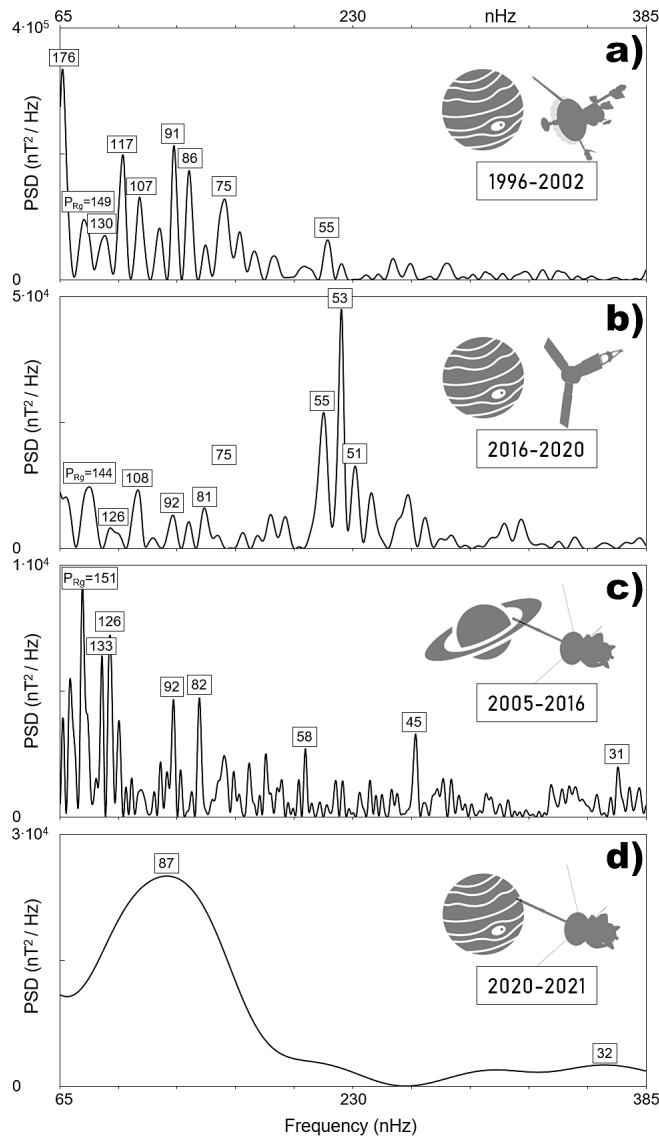 65 230 nHz 385
4·10⁵
a)
176
117
91
86
107
75
P_Rg=149
130
55
1996-2002
PSD (nT² / Hz)
0
5·10⁴
b)
53
55
75
51
P_Rg=144
108
126
92
81
2016-2020
PSD (nT² / Hz)
0
1·10⁴
c)
P_Rg=151
126
133
92
82
58
45
31
2005-2016
PSD (nT² / Hz)
0
3·10⁴
d)
87
32
2020-2021
PSD (nT² / Hz)
0
65 230 385
Frequency (nHz)